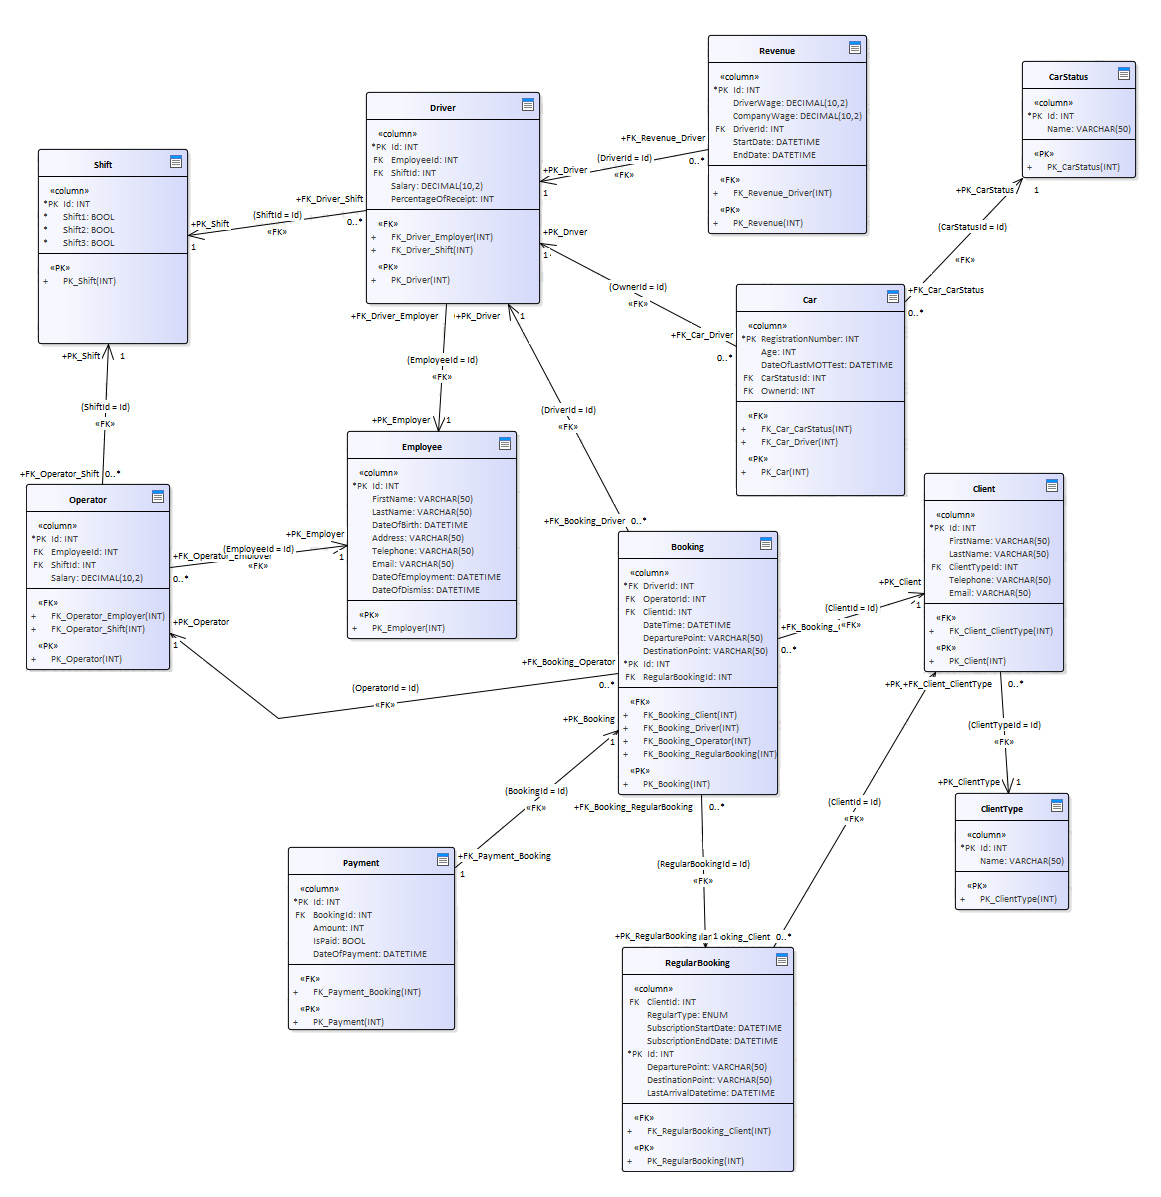 Revenue
«column»
*PK Id: INT
DriverWage: DECIMAL(10,2)
CompanyWage: DECIMAL(10,2)
FK DriverId: INT
StartDate: DATETIME
EndDate: DATETIME
«FK»
+ FK_Revenue_Driver(INT)
«PK»
+ PK_Revenue(INT)
CarStatus
«column»
*PK Id: INT
Name: VARCHAR(50)
«PK»
+ PK_CarStatus(INT)
Driver
«column»
*PK Id: INT
FK EmployeeId: INT
FK ShiftId: INT
Salary: DECIMAL(10,2)
PercentageOfReceipt: INT
«FK»
+ FK_Driver_Employer(INT)
+ FK_Driver_Shift(INT)
«PK»
+ PK_Driver(INT)
Shift
«column»
*PK Id: INT
* Shift1: BOOL
* Shift2: BOOL
* Shift3: BOOL
«PK»
+ PK_Shift(INT)
+FK_Revenue_Driver
0..*
(DriverId = Id)
«FK»
+PK_Driver
1
+FK_Driver_Shift
0..*
(ShiftId = Id)
«FK»
+PK_Shift
1
+PK_CarStatus
1
(CarStatusId = Id)
«FK»
+FK_Car_CarStatus
0..*
+PK_Driver
1
(OwnerId = Id)
«FK»
+FK_Car_Driver
0..*
Car
«column»
*PK RegistrationNumber: INT
Age: INT
DateOfLastMOTTest: DATETIME
FK CarStatusId: INT
FK OwnerId: INT
«FK»
+ FK_Car_CarStatus(INT)
+ FK_Car_Driver(INT)
«PK»
+ PK_Car(INT)
+FK_Driver_Employer
(EmployeeId = Id)
«FK»
+PK_Employer
1
+PK_Driver
1
(DriverId = Id)
«FK»
+FK_Booking_Driver
0..*
+PK_Shift
1
(ShiftId = Id)
«FK»
+FK_Operator_Shift
0..*
Employee
«column»
*PK Id: INT
FirstName: VARCHAR(50)
LastName: VARCHAR(50)
DateOfBirth: DATETIME
Address: VARCHAR(50)
Telephone: VARCHAR(50)
Email: VARCHAR(50)
DateOfEmployment: DATETIME
DateOfDismiss: DATETIME
«PK»
+ PK_Employer(INT)
Operator
«column»
*PK Id: INT
FK EmployeeId: INT
FK ShiftId: INT
Salary: DECIMAL(10,2)
«FK»
+ FK_Operator_Employer(INT)
+ FK_Operator_Shift(INT)
«PK»
+ PK_Operator(INT)
+PK_Employer
1
(EmployeeId = Id)
+FK_Operator_Employer
«FK»
0..*
Client
«column»
*PK Id: INT
FirstName: VARCHAR(50)
LastName: VARCHAR(50)
FK ClientTypeId: INT
Telephone: VARCHAR(50)
Email: VARCHAR(50)
«FK»
+ FK_Client_ClientType(INT)
«PK»
+ PK_Client(INT)
Booking
«column»
*FK DriverId: INT
FK OperatorId: INT
FK ClientId: INT
DateTime: DATETIME
DeparturePoint: VARCHAR(50)
DestinationPoint: VARCHAR(50)
*PK Id: INT
FK RegularBookingId: INT
«FK»
+ FK_Booking_Client(INT)
+ FK_Booking_Driver(INT)
+ FK_Booking_Operator(INT)
+ FK_Booking_RegularBooking(INT)
«PK»
+ PK_Booking(INT)
+PK_Client
1
(ClientId = Id)
«FK»
+FK_Booking_
0..*
+PK_Operator
1
+FK_Booking_Operator
0..*
(OperatorId = Id)
«FK»
+PK_
+FK_Client_ClientType
0..*
(ClientTypeId = Id)
«FK»
+PK_ClientType
1
+PK_Booking
1
(BookingId = Id)
«FK»
+FK_Payment_Booking
1
+FK_Booking_RegularBooking
0..*
(RegularBookingId = Id)
«FK»
+PK_RegularBooking
1
(ClientId = Id)
«FK»
ooking_Client
0..*
ClientType
«column»
*PK Id: INT
Name: VARCHAR(50)
«PK»
+ PK_ClientType(INT)
Payment
«column»
*PK Id: INT
FK BookingId: INT
Amount: INT
IsPaid: BOOL
DateOfPayment: DATETIME
«FK»
+ FK_Payment_Booking(INT)
«PK»
+ PK_Payment(INT)
RegularBooking
«column»
FK ClientId: INT
RegularType: ENUM
SubscriptionStartDate: DATETIME
SubscriptionEndDate: DATETIME
*PK Id: INT
DeparturePoint: VARCHAR(50)
DestinationPoint: VARCHAR(50)
LastArrivalDatetime: DATETIME
«FK»
+ FK_RegularBooking_Client(INT)
«PK»
+ PK_RegularBooking(INT)